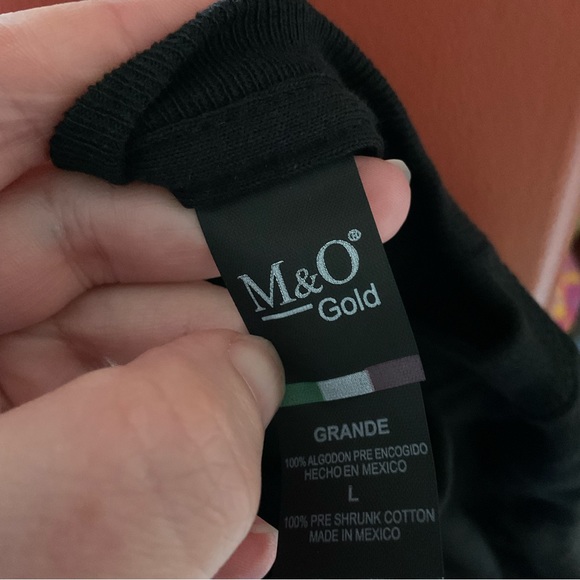 M&O®
Gold
GRANDE
100% ALGODON PRE ENCOGIDO
HECHO EN MEXICO
L
100% PRE SHRUNK COTTON
MADE IN MEXICO